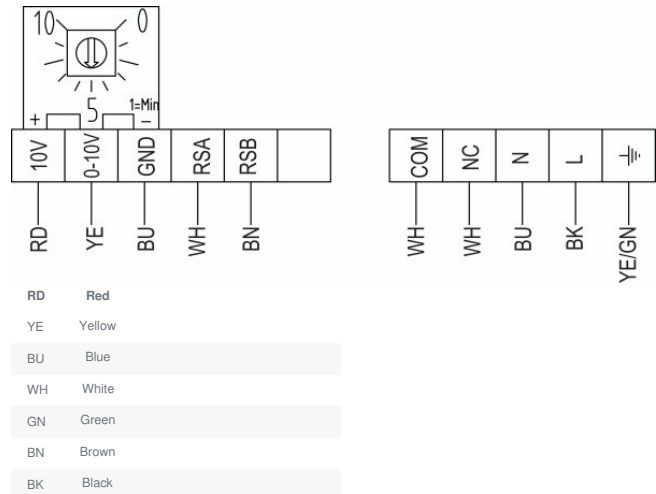 10 0
5 1=Min
+ −
10V 0-10V GND RSA RSB
COM NC N L
RD YE BU WH BN
WH WH BU BK YE/GN
RD Red
YE Yellow
BU Blue
WH White
GN Green
BN Brown
BK Black